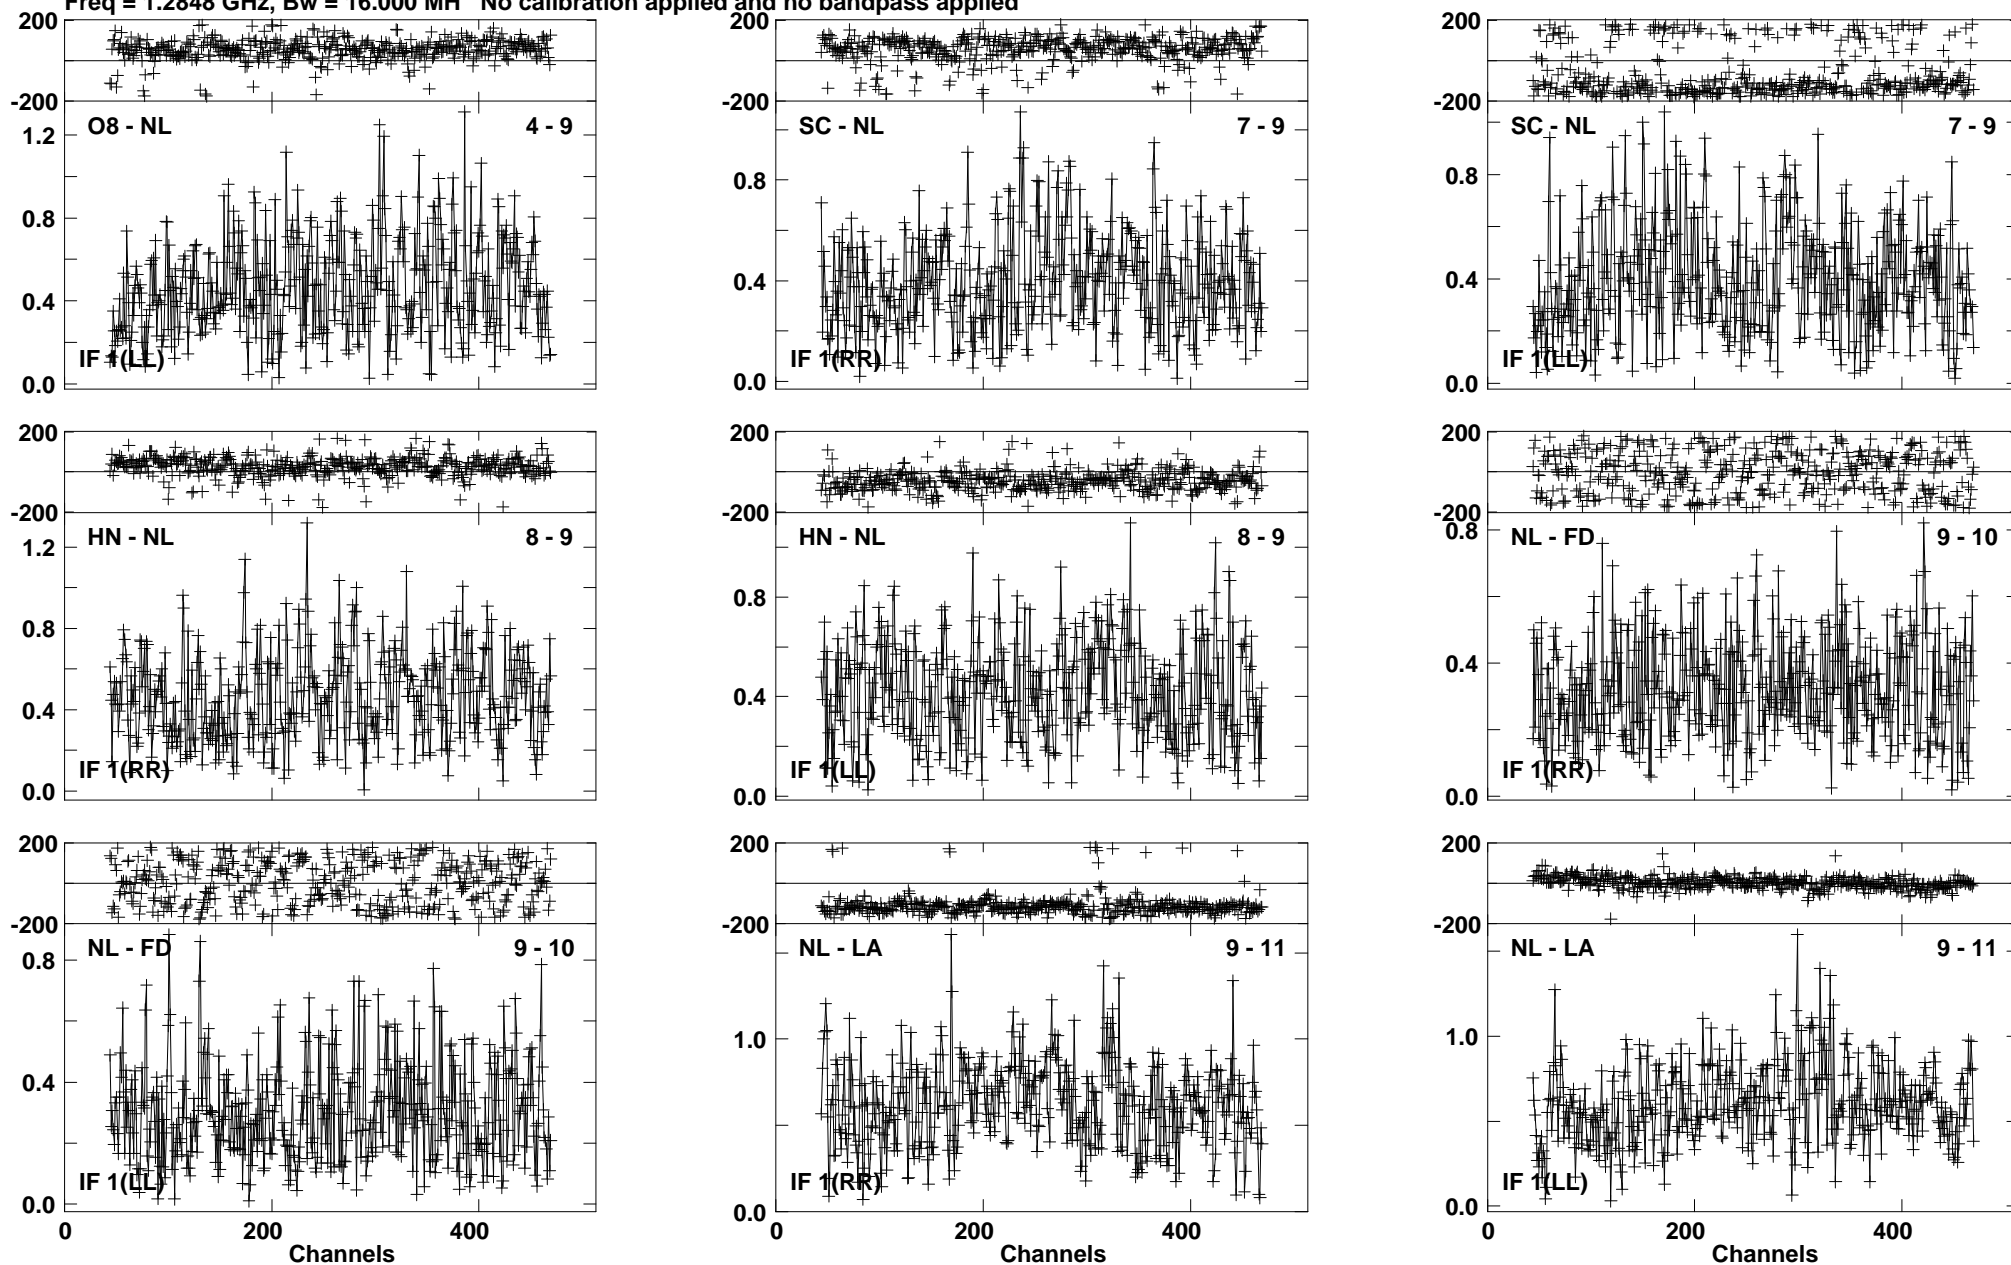 Freq = 1.2848 GHz, Bw = 16.000 MH No calibration applied and no bandpass applied
200 200 200
-200 -200 -200
O8 - NL 4 - 9 SC - NL 7 - 9 SC - NL 7 - 9
1.2
0.8 0.8 0.8
0.4 0.4 0.4
IF 1(LL) IF 1(RR) IF 1(LL)
0.0 0.0 0.0
200 200 200
-200 -200 -200
HN - NL 8 - 9 HN - NL 8 - 9 NL - FD 9 - 10
1.2 0.8
0.8 0.8
0.4 0.4 0.4
IF 1(RR) IF 1(LL) IF 1(RR)
0.0 0.0 0.0
200 200 200
-200 -200 -200
NL - FD 9 - 10 NL - LA 9 - 11 NL - LA 9 - 11
0.8
1.0 1.0
0.4
IF 1(LL) IF 1(RR) IF 1(LL)
0.0 0.0 0.0
0 200 400 0 200 400 0 200 400
Channels Channels Channels